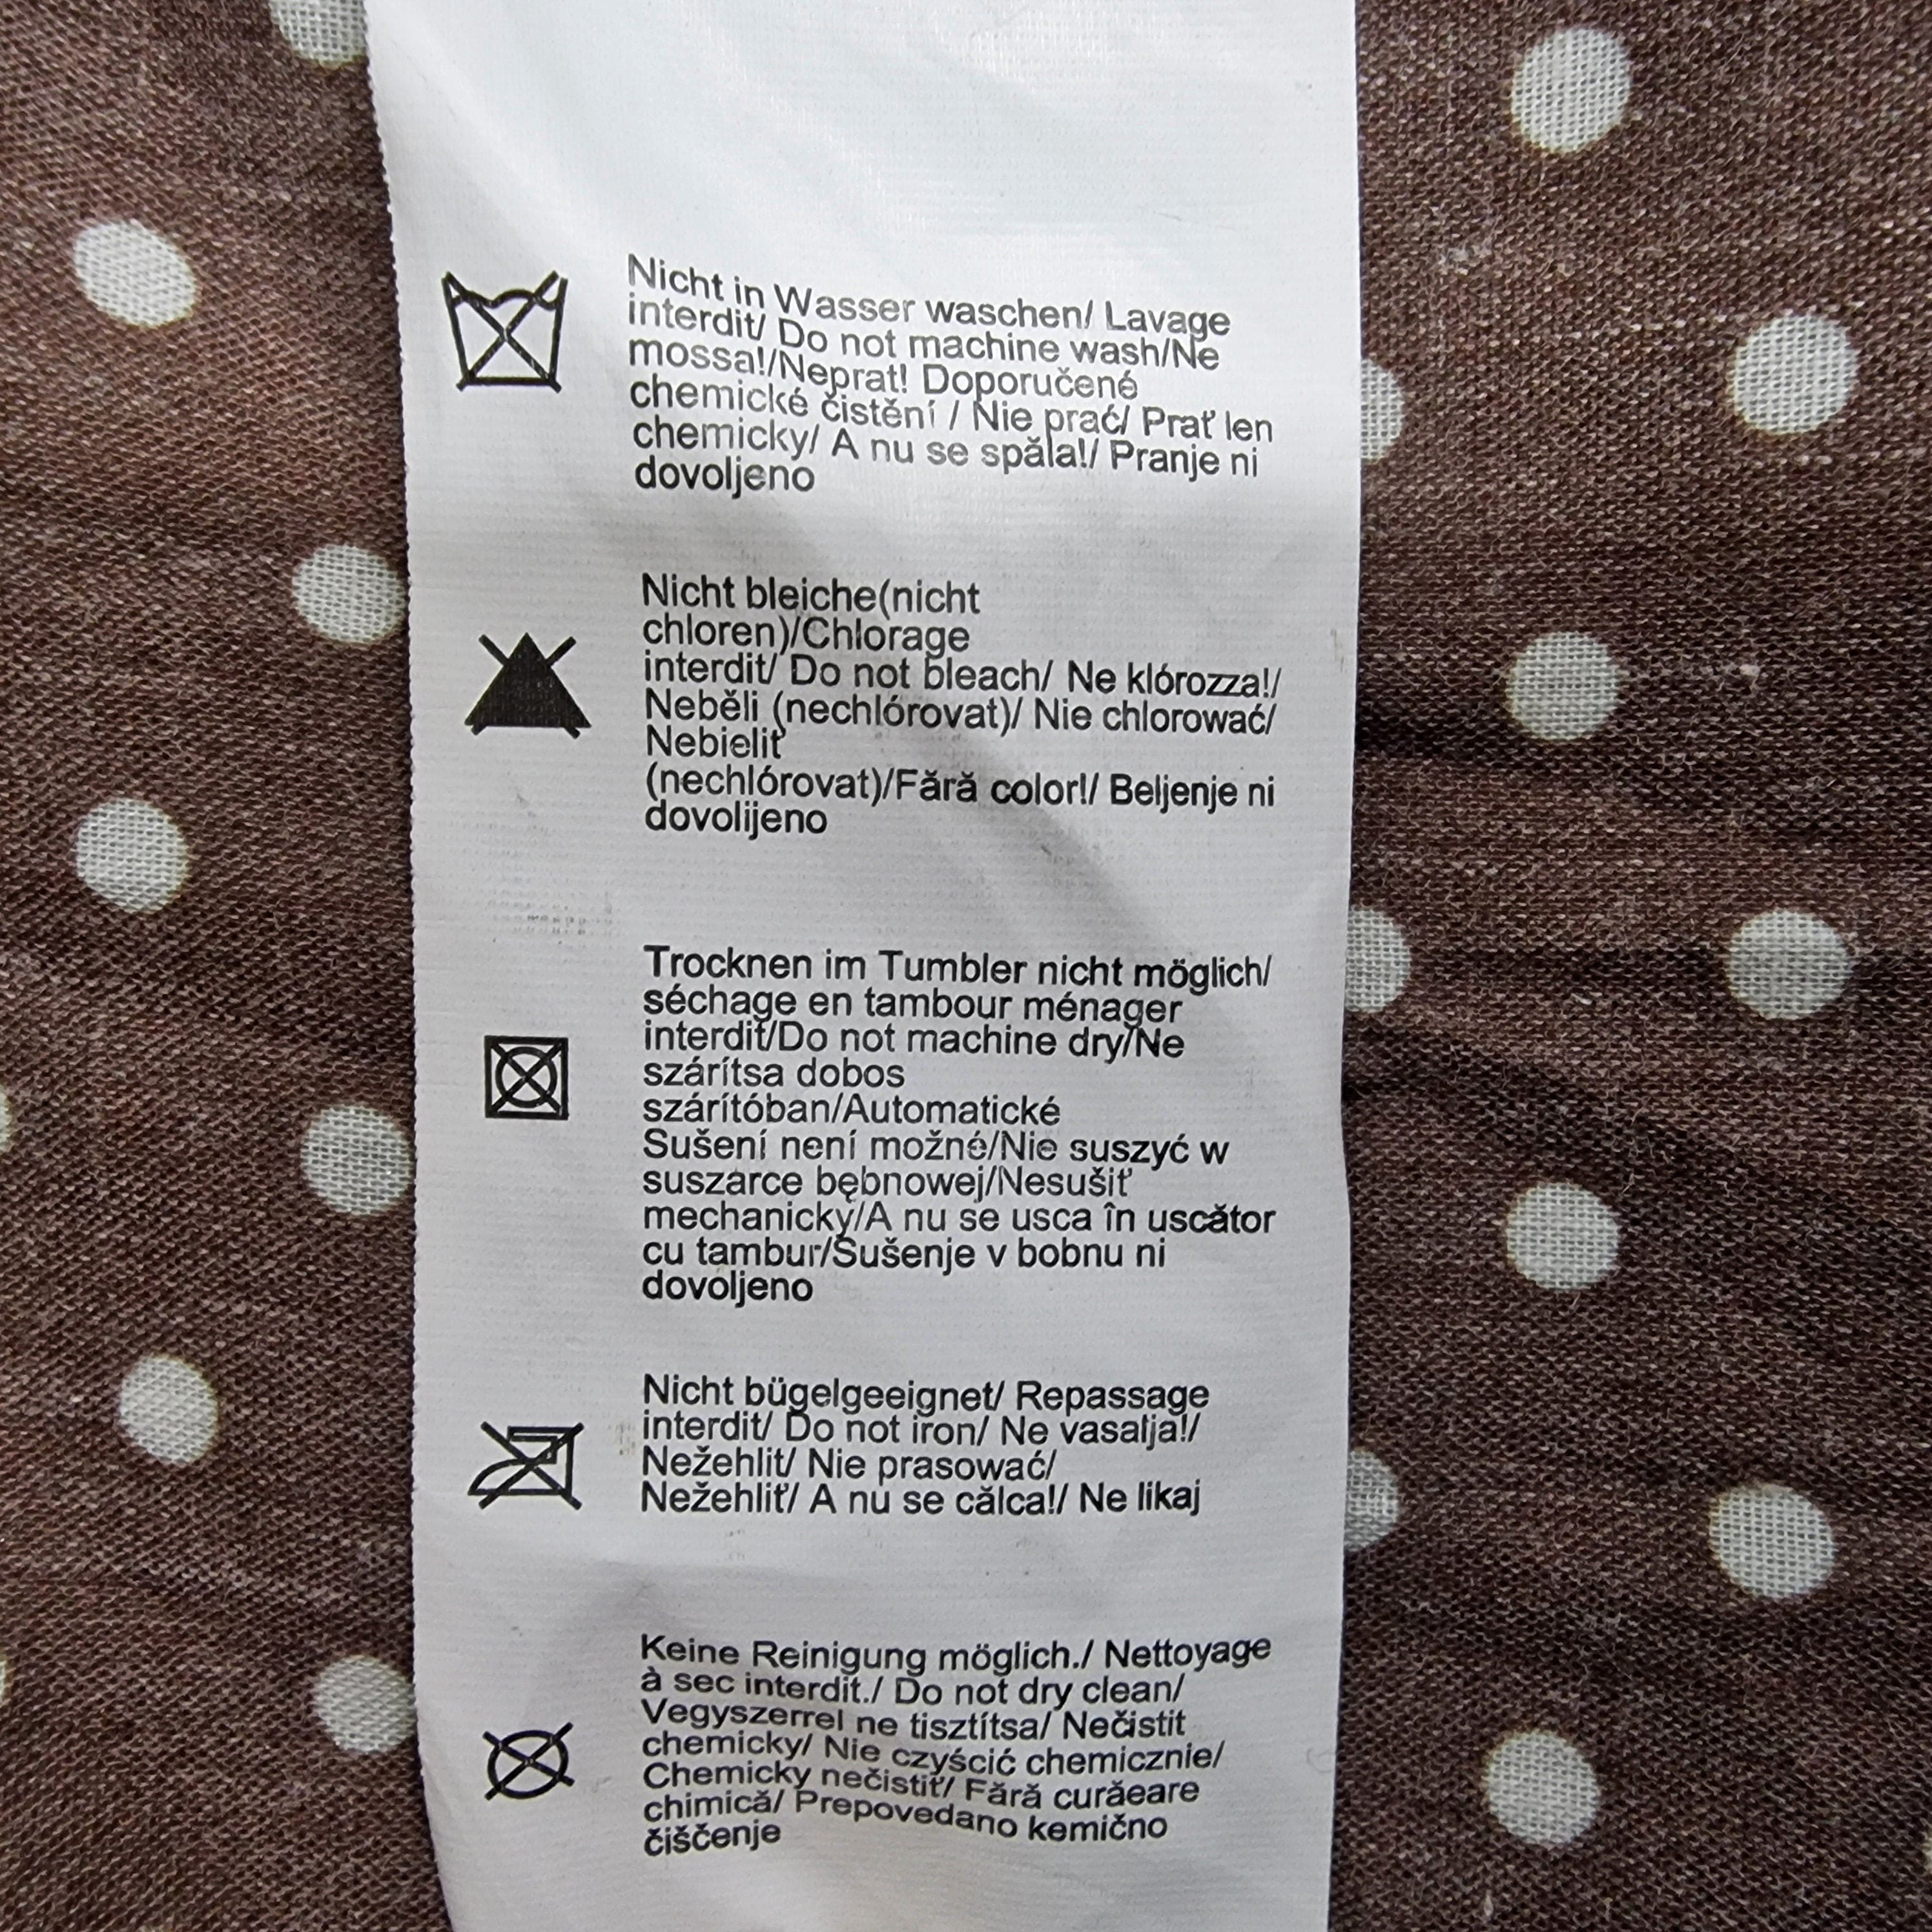 Nicht in Wasser waschen/ Lavage
interdit/ Do not machine wash/Ne
mossa!/Neprat! Doporučené
chemické čistění / Nie prać/ Prať len
chemicky/ A nu se spăla!/ Pranje ni
dovoljeno
Nicht bleiche(nicht
chloren)/Chlorage
interdit/ Do not bleach/ Ne klórozza!/
Neběli (nechlórovat)/ Nie chlorować/
Nebieliť
(nechlórovat)/Fără color!/ Beljenje ni
dovolijeno
Trocknen im Tumbler nicht möglich/
séchage en tambour ménager
interdit/Do not machine dry/Ne
szárítsa dobos
szárítóban/Automatické
Sušení není možné/Nie suszyć w
suszarce bębnowej/Nesušiť
mechanicky/A nu se usca în uscător
cu tambur/Sušenje v bobnu ni
dovoljeno
Nicht bügelgeeignet/ Repassage
interdit/ Do not iron/ Ne vasalja!/
Nežehlit/ Nie prasować/
Nežehliť/ A nu se călca!/ Ne likaj
Keine Reinigung möglich./ Nettoyage
à sec interdit./ Do not dry clean/
Vegyszerrel ne tisztítsa/ Nečistit
chemicky/ Nie czyścić chemicznie/
Chemicky nečistiť/ Fără curăeare
chimică/ Prepovedano kemično
čiščenje